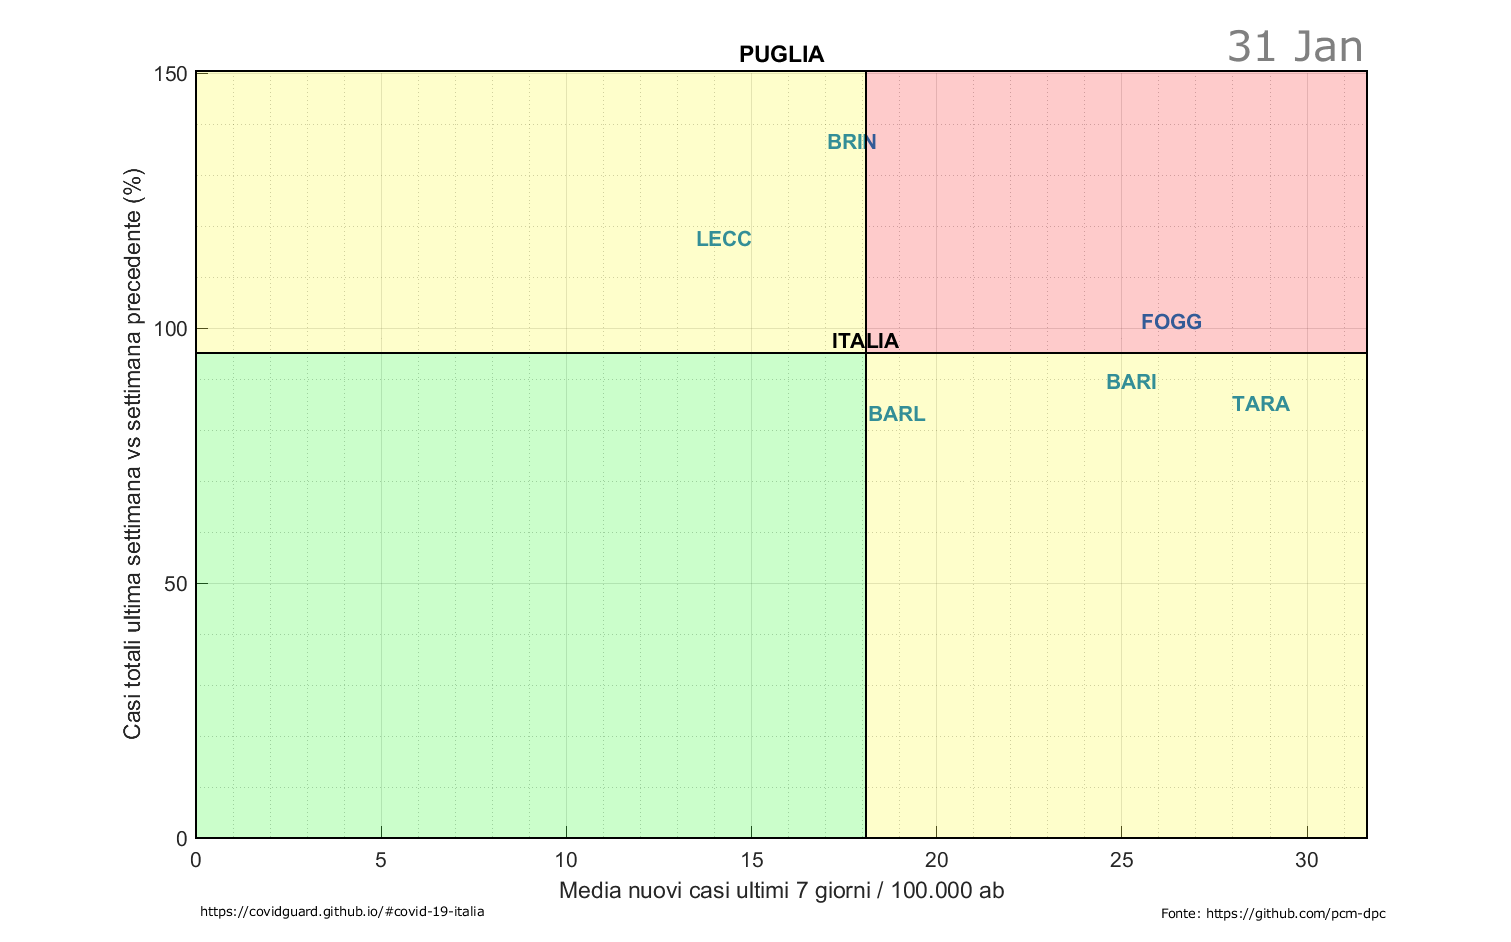 PUGLIA
31 Jan
Casi totali ultima settimana vs settimana precedente (%)
150
100
50
0
BRIN
LECC
FOGG
ITALIA
BARI
TARA
BARL
0 5 10 15 20 25 30
Media nuovi casi ultimi 7 giorni / 100.000 ab
https://covidguard.github.io/#covid-19-italia
Fonte: https://github.com/pcm-dpc